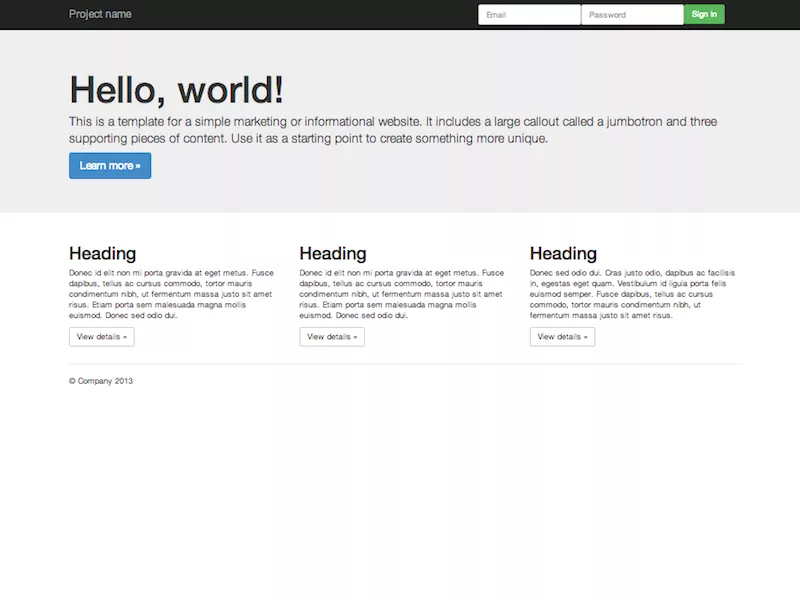 Project name
Email
Password
Sign in
Hello, world!
This is a template for a simple marketing or informational website. It includes a large callout called a jumbotron and three
supporting pieces of content. Use it as a starting point to create something more unique.
Learn more »
Heading
Donec id elit non mi porta gravida at eget metus. Fusce
dapibus, tellus ac cursus commodo, tortor mauris
condimentum nibh, ut fermentum massa justo sit amet
risus. Etiam porta sem malesuada magna mollis
euismod. Donec sed odio dui.
View details »
Heading
Donec id elit non mi porta gravida at eget metus. Fusce
dapibus, tellus ac cursus commodo, tortor mauris
condimentum nibh, ut fermentum massa justo sit amet
risus. Etiam porta sem malesuada magna mollis
euismod. Donec sed odio dui.
View details »
Heading
Donec sed odio dui. Cras justo odio, dapibus ac facilisis
in, egestas eget quam. Vestibulum id ligula porta felis
euismod semper. Fusce dapibus, tellus ac cursus
commodo, tortor mauris condimentum nibh, ut
fermentum massa justo sit amet risus.
View details »
© Company 2013